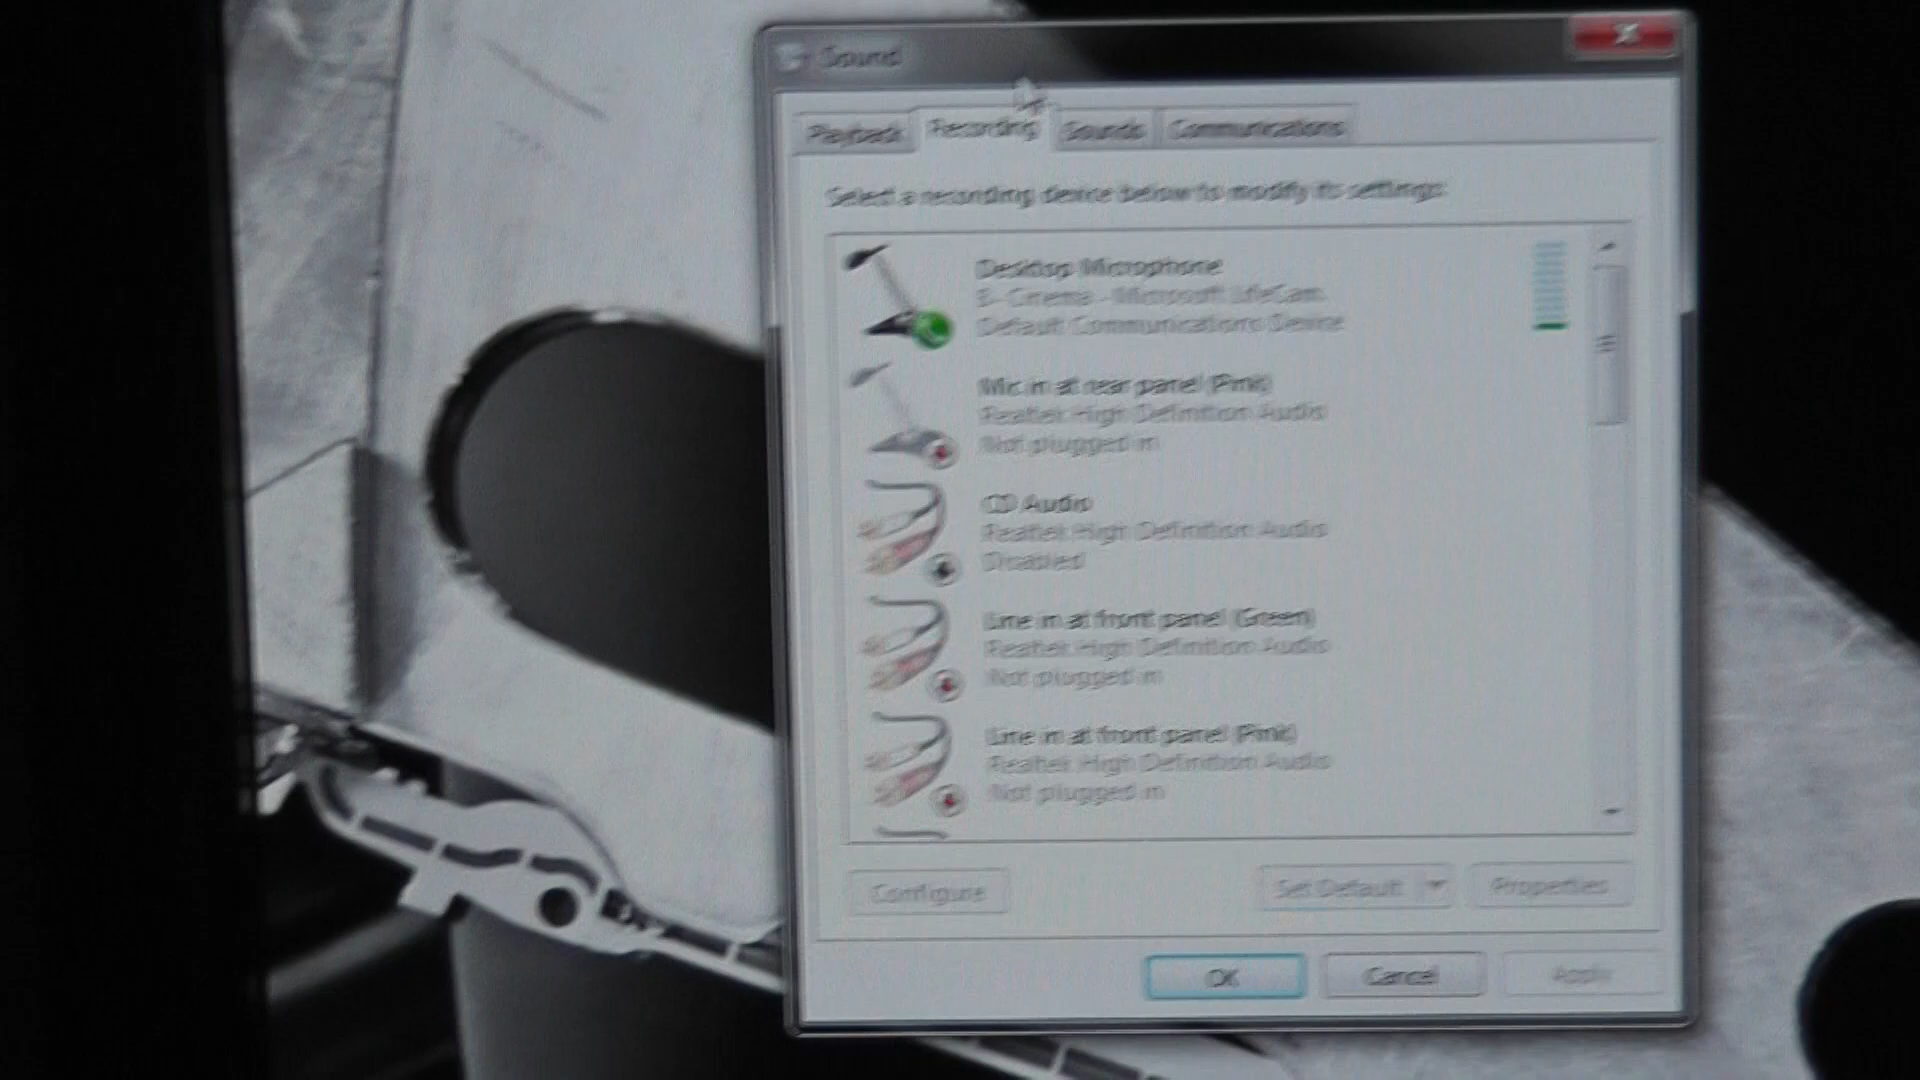 Sound
Playback Recording Sounds Communications
Select a recording device below to modify its settings:
Desktop Microphone
Cinema - Microsoft LifeCam
Default Communications Device
Mic in at rear panel (Pink)
Realtek High Definition Audio
Not plugged in
CD Audio
Realtek High Definition Audio
Disabled
Line in at front panel (Green)
Realtek High Definition Audio
Not plugged in
Line in at front panel (Pink)
Realtek High Definition Audio
Not plugged in
Configure Set Default Properties
OK Cancel Apply